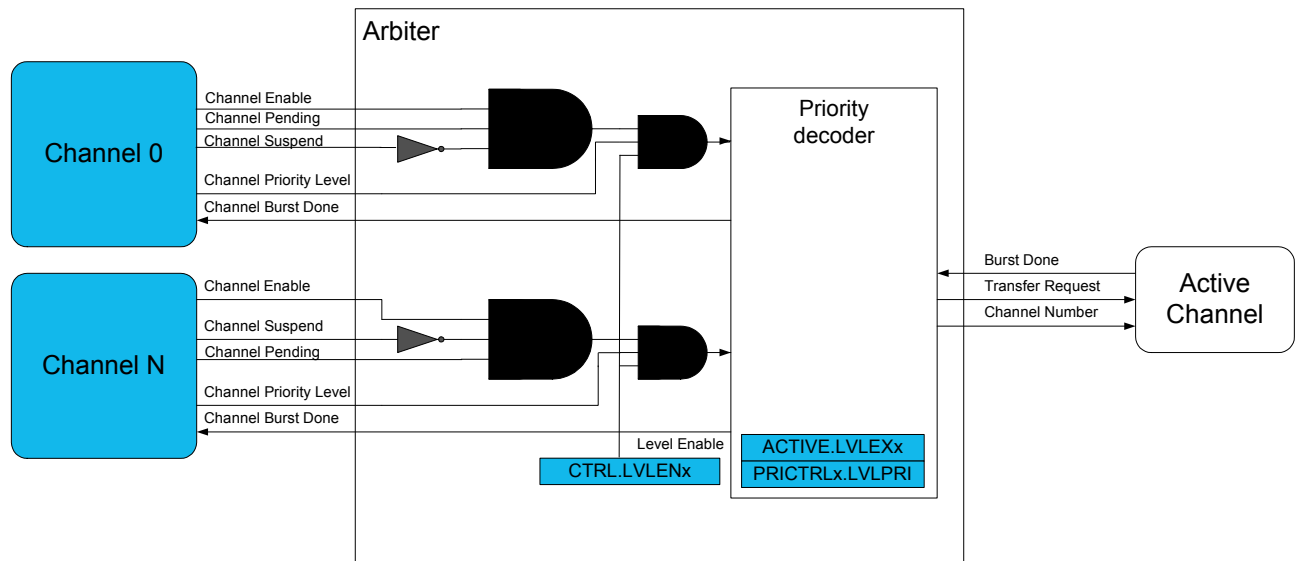 Arbiter
Channel 0
Channel Enable
Channel Pending
Channel Suspend
Channel Priority Level
Channel Burst Done
Priority
decoder
Burst Done
Transfer Request
Channel Number
Active
Channel
Channel N
Channel Enable
Channel Suspend
Channel Pending
Channel Priority Level
Channel Burst Done
Level Enable
CTRL.LVLENx
ACTIVE.LVLEXx
PRICTRLx.LVLPRI